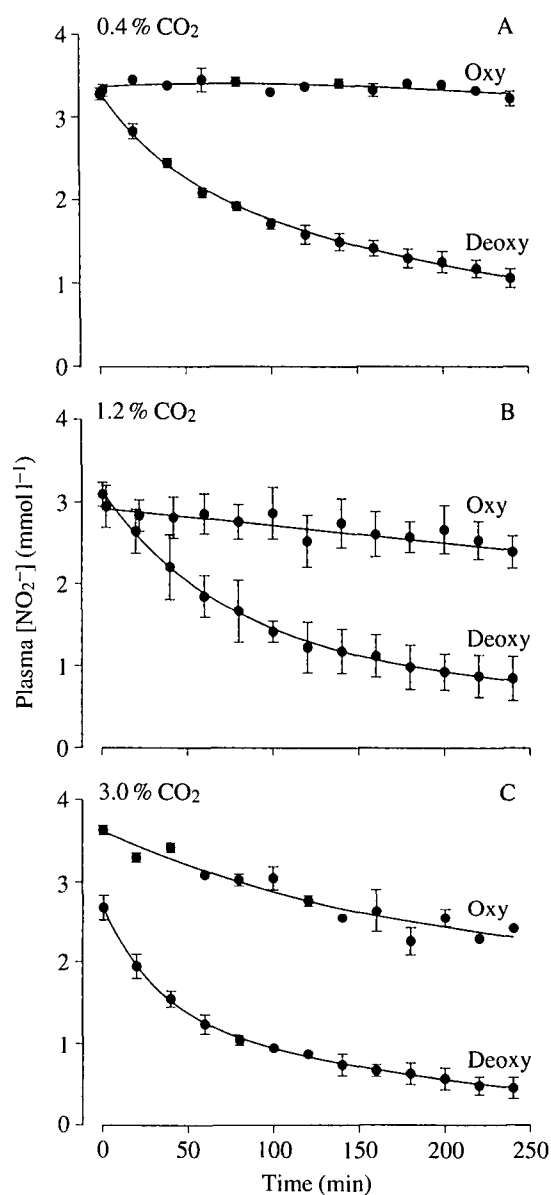 0.4 % CO₂
A
4
3
2
1
0
Oxy
Deoxy
1.2 % CO₂
B
4
3
2
1
0
Oxy
Deoxy
Plasma [NO₂⁻] (mmol l⁻¹)
3.0 % CO₂
C
4
3
2
1
0
Oxy
Deoxy
0 50 100 150 200 250
Time (min)